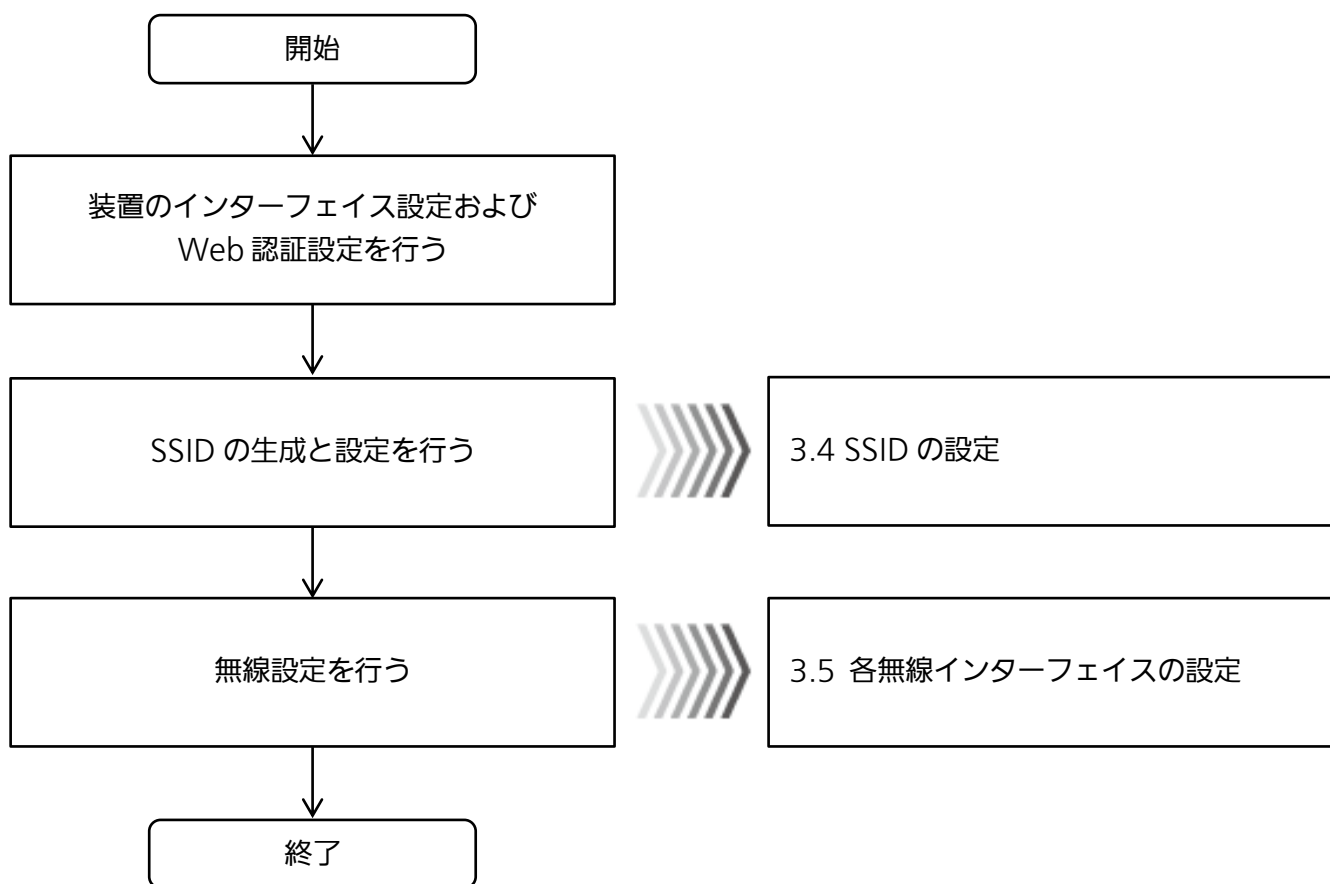 開始
装置のインターフェイス設定および
Web 認証設定を行う
SSID の生成と設定を行う
3.4 SSID の設定
無線設定を行う
3.5 各無線インターフェイスの設定
終了